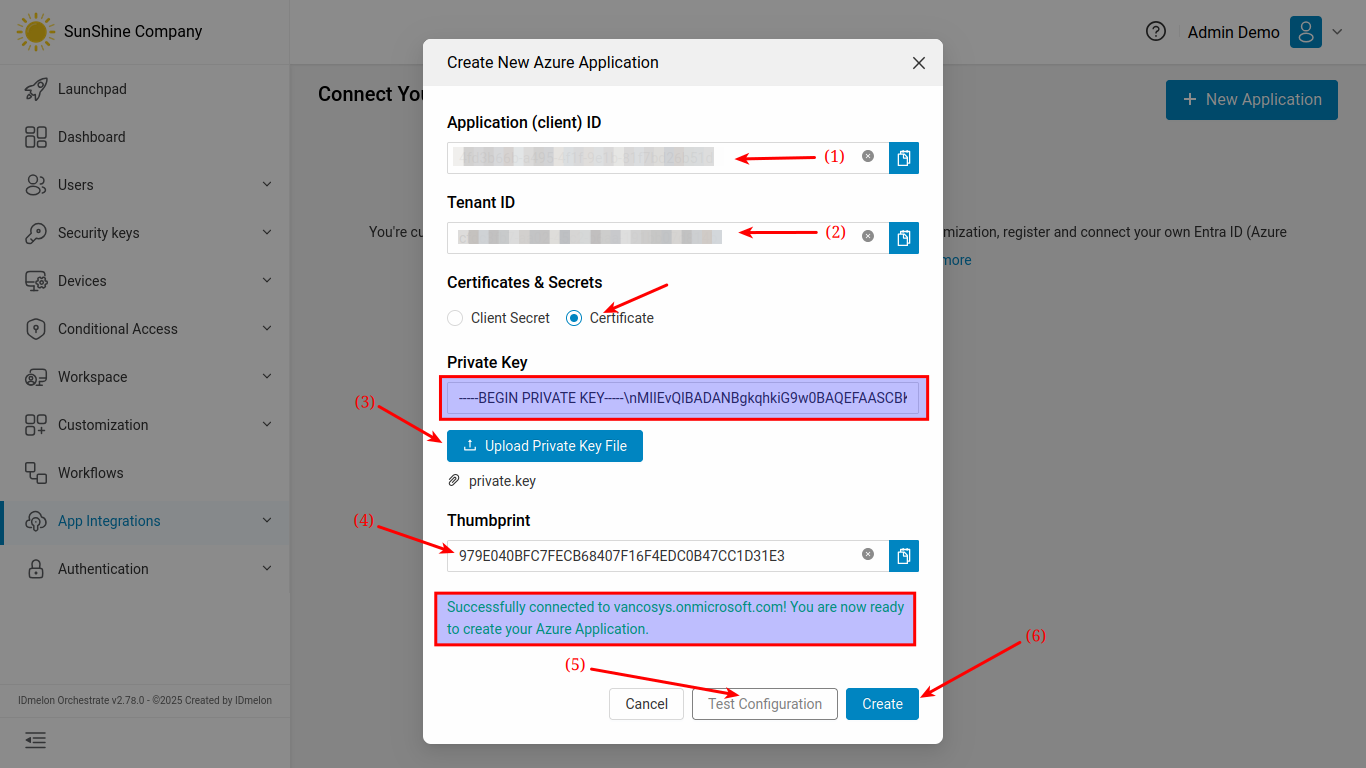 SunShine Company
Admin Demo
Launchpad
Dashboard
Users
Security keys
Devices
Conditional Access
Workspace
Customization
Workflows
App Integrations
Authentication
IDmelon Orchestrate v2.78.0 - ©2025 Created by IDmelon
Connect You
New Application
You're cu
mization, register and connect your own Entra ID (Azure
more
Create New Azure Application
Application (client) ID
(1)
Tenant ID
(2)
Certificates & Secrets
Client Secret
Certificate
Private Key
-----BEGIN PRIVATE KEY-----\nMIIEvQIBADANBgkqhkiG9w0BAQEFAASCBK
(3)
Upload Private Key File
private.key
(4)
Thumbprint
979E040BFC7FECB68407F16F4EDC0B47CC1D31E3
Successfully connected to vancosys.onmicrosoft.com! You are now ready
to create your Azure Application.
(5)
(6)
Cancel
Test Configuration
Create